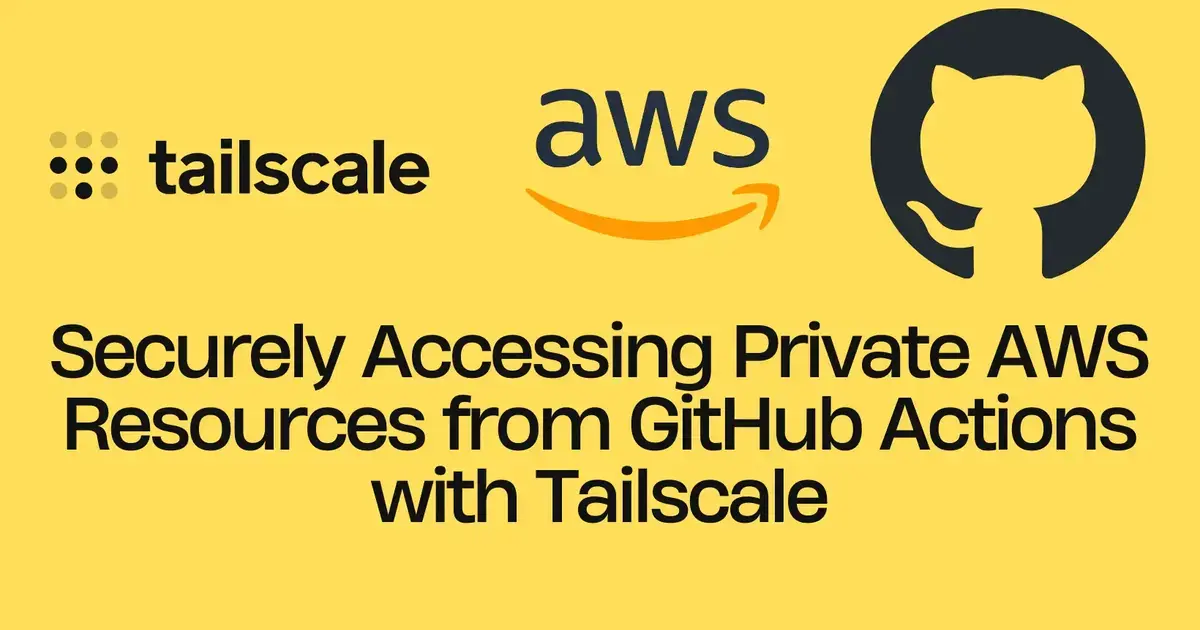 tailscale
aws
Securely Accessing Private AWS
Resources from GitHub Actions
with Tailscale